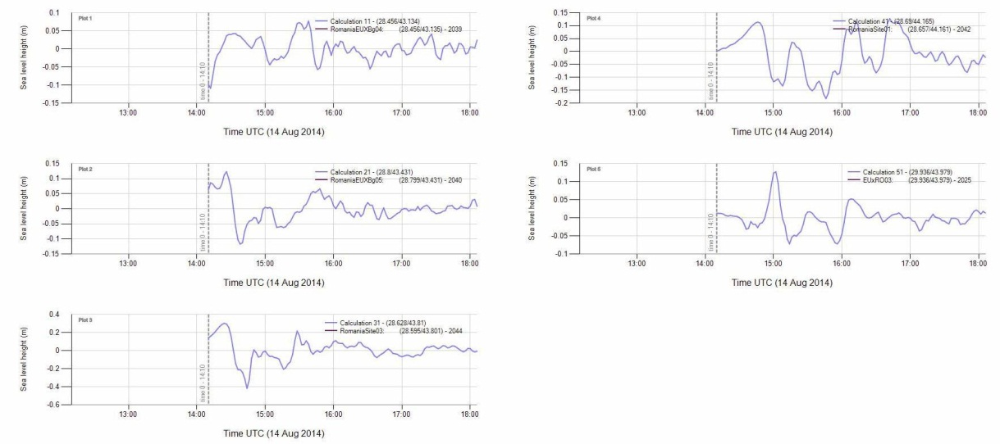 Plot 1
Calculation 11 - (28.456/43.134)
RomaniaEUXBg04: (28.456/43.135) - 2039
Sea level height (m)
0.1
0.05
0
-0.05
-0.1
-0.15
time 0 - 14:10
13:00 14:00 15:00 16:00 17:00 18:00
Time UTC (14 Aug 2014)
Plot 2
Calculation 21 - (28.8/43.431)
RomaniaEUXBg05: (28.799/43.431) - 2040
Sea level height (m)
0.15
0.1
0.05
0
-0.05
-0.1
-0.15
time 0 - 14:10
13:00 14:00 15:00 16:00 17:00 18:00
Time UTC (14 Aug 2014)
Plot 3
Calculation 31 - (28.628/43.81)
RomaniaSite03: (28.595/43.801) - 2044
Sea level height (m)
0.4
0.2
0
-0.2
-0.4
-0.6
time 0 - 14:10
13:00 14:00 15:00 16:00 17:00 18:00
Time UTC (14 Aug 2014)
Plot 4
Calculation 41 - (28.69/44.165)
RomaniaSite01: (28.657/44.161) - 2042
Sea level height (m)
0.15
0.1
0.05
0
-0.05
-0.1
-0.15
-0.2
time 0 - 14:10
13:00 14:00 15:00 16:00 17:00 18:00
Time UTC (14 Aug 2014)
Plot 5
Calculation 51 - (29.936/43.979)
EUxRO03: (29.936/43.979) - 2025
Sea level height (m)
0.15
0.1
0.05
0
-0.05
-0.1
time 0 - 14:10
13:00 14:00 15:00 16:00 17:00 18:00
Time UTC (14 Aug 2014)